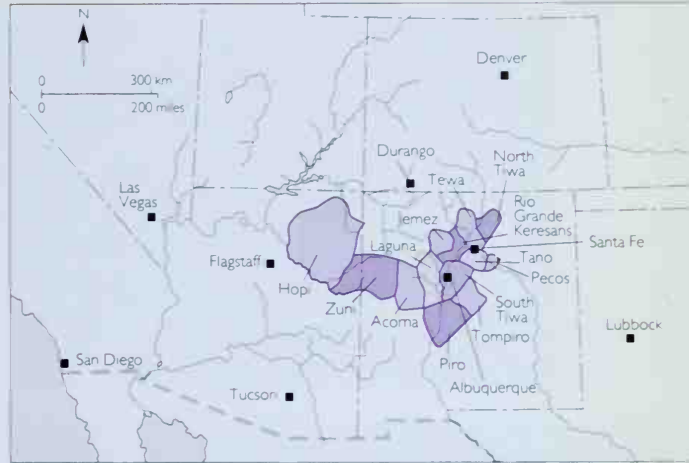 N
0 300 km
0 200 miles
Denver
Durango
North
Tiwa
Tewa
Las
Vegas
Jemez
Rio
Grande
Keresans
Santa Fe
Laguna
Flagstaff
Tano
Pecos
Hopi
South
Tiwa
Zuni
Acoma
Tompiro
Lubbock
San Diego
Piro
Albuquerque
Tucson